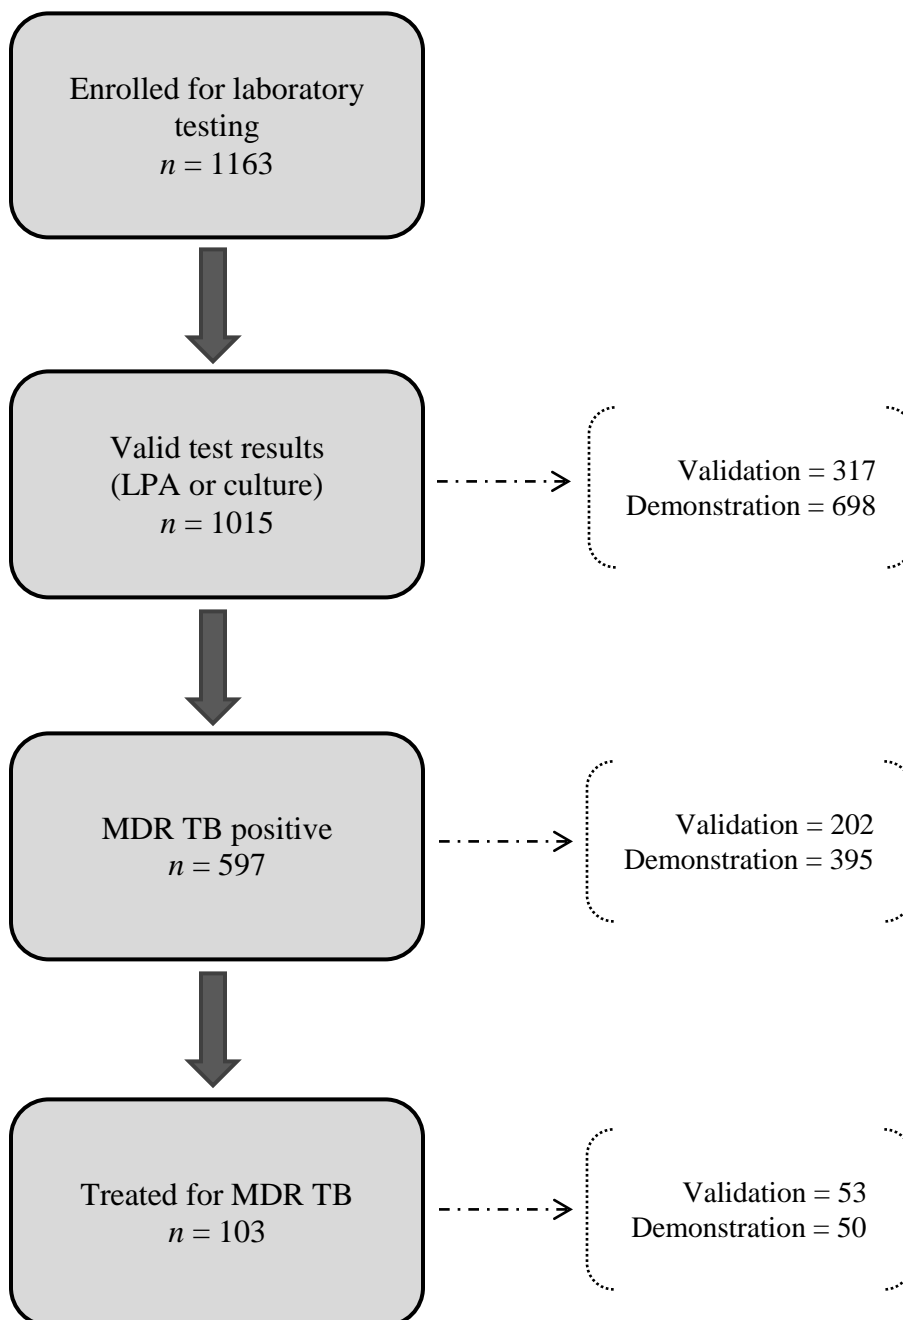 Enrolled for laboratory
testing
n = 1163
Valid test results
(LPA or culture)
n = 1015
Validation = 317
Demonstration = 698
MDR TB positive
n = 597
Validation = 202
Demonstration = 395
Treated for MDR TB
n = 103
Validation = 53
Demonstration = 50